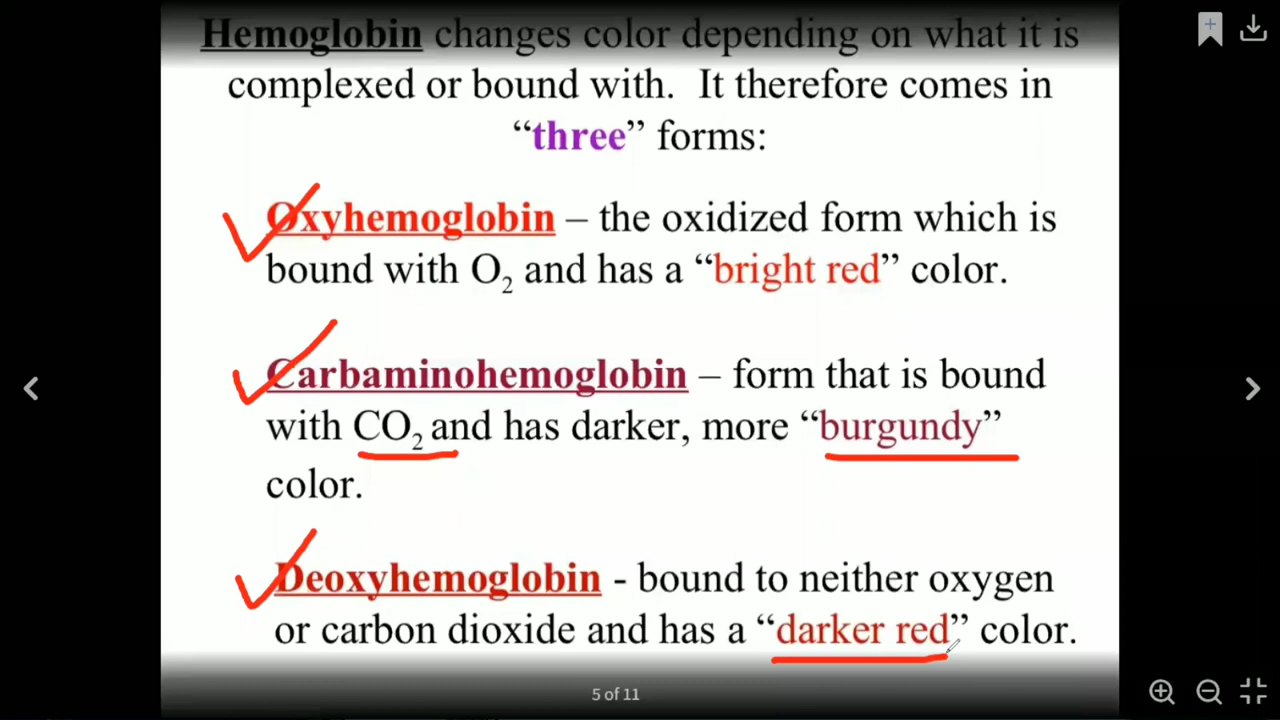 Hemoglobin changes color depending on what it is
complexed or bound with. It therefore comes in
“three” forms:
Oxyhemoglobin – the oxidized form which is
bound with O₂ and has a “bright red” color.
Carbaminohemoglobin – form that is bound
with CO₂ and has darker, more “burgundy”
color.
Deoxyhemoglobin - bound to neither oxygen
or carbon dioxide and has a “darker red” color.
5 of 11